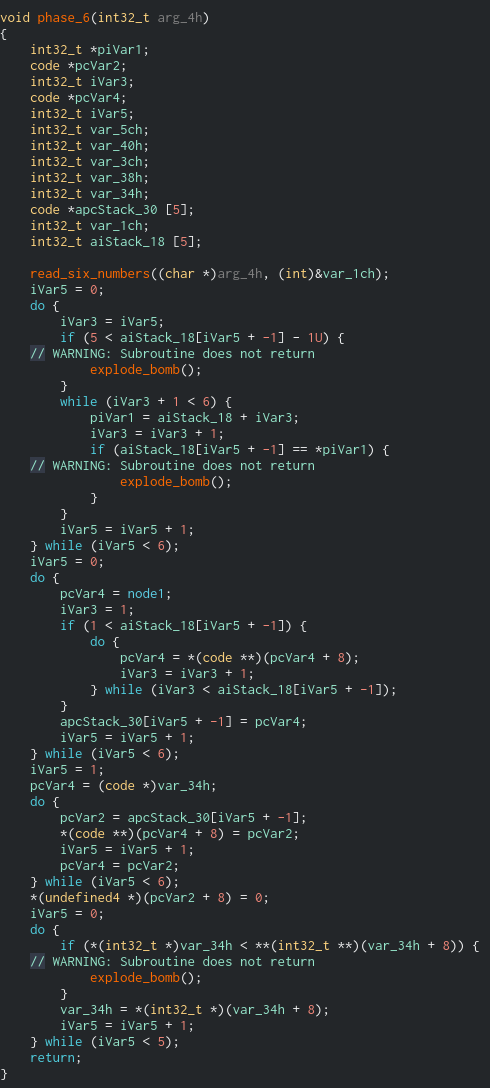 void phase_6(int32_t arg_4h)
{
    int32_t *piVar1;
    code *pcVar2;
    int32_t iVar3;
    code *pcVar4;
    int32_t iVar5;
    int32_t var_5ch;
    int32_t var_40h;
    int32_t var_3ch;
    int32_t var_38h;
    int32_t var_34h;
    code *apcStack_30 [5];
    int32_t var_1ch;
    int32_t aiStack_18 [5];

    read_six_numbers((char *)arg_4h, (int)&var_1ch);
    iVar5 = 0;
    do {
        iVar3 = iVar5;
        if (5 < aiStack_18[iVar5 + -1] - 1U) {
    // WARNING: Subroutine does not return
            explode_bomb();
        }
        while (iVar3 + 1 < 6) {
            piVar1 = aiStack_18 + iVar3;
            iVar3 = iVar3 + 1;
            if (aiStack_18[iVar5 + -1] == *piVar1) {
    // WARNING: Subroutine does not return
                explode_bomb();
            }
        }
        iVar5 = iVar5 + 1;
    } while (iVar5 < 6);
    iVar5 = 0;
    do {
        pcVar4 = node1;
        iVar3 = 1;
        if (1 < aiStack_18[iVar5 + -1]) {
            do {
                pcVar4 = *(code **)(pcVar4 + 8);
                iVar3 = iVar3 + 1;
            } while (iVar3 < aiStack_18[iVar5 + -1]);
        }
        apcStack_30[iVar5 + -1] = pcVar4;
        iVar5 = iVar5 + 1;
    } while (iVar5 < 6);
    iVar5 = 1;
    pcVar4 = (code *)var_34h;
    do {
        pcVar2 = apcStack_30[iVar5 + -1];
        *(code **)(pcVar4 + 8) = pcVar2;
        iVar5 = iVar5 + 1;
        pcVar4 = pcVar2;
    } while (iVar5 < 6);
    *(undefined4 *)(pcVar2 + 8) = 0;
    iVar5 = 0;
    do {
        if (*(int32_t *)var_34h < **(int32_t **)(var_34h + 8)) {
    // WARNING: Subroutine does not return
            explode_bomb();
        }
        var_34h = *(int32_t *)(var_34h + 8);
        iVar5 = iVar5 + 1;
    } while (iVar5 < 5);
    return;
}